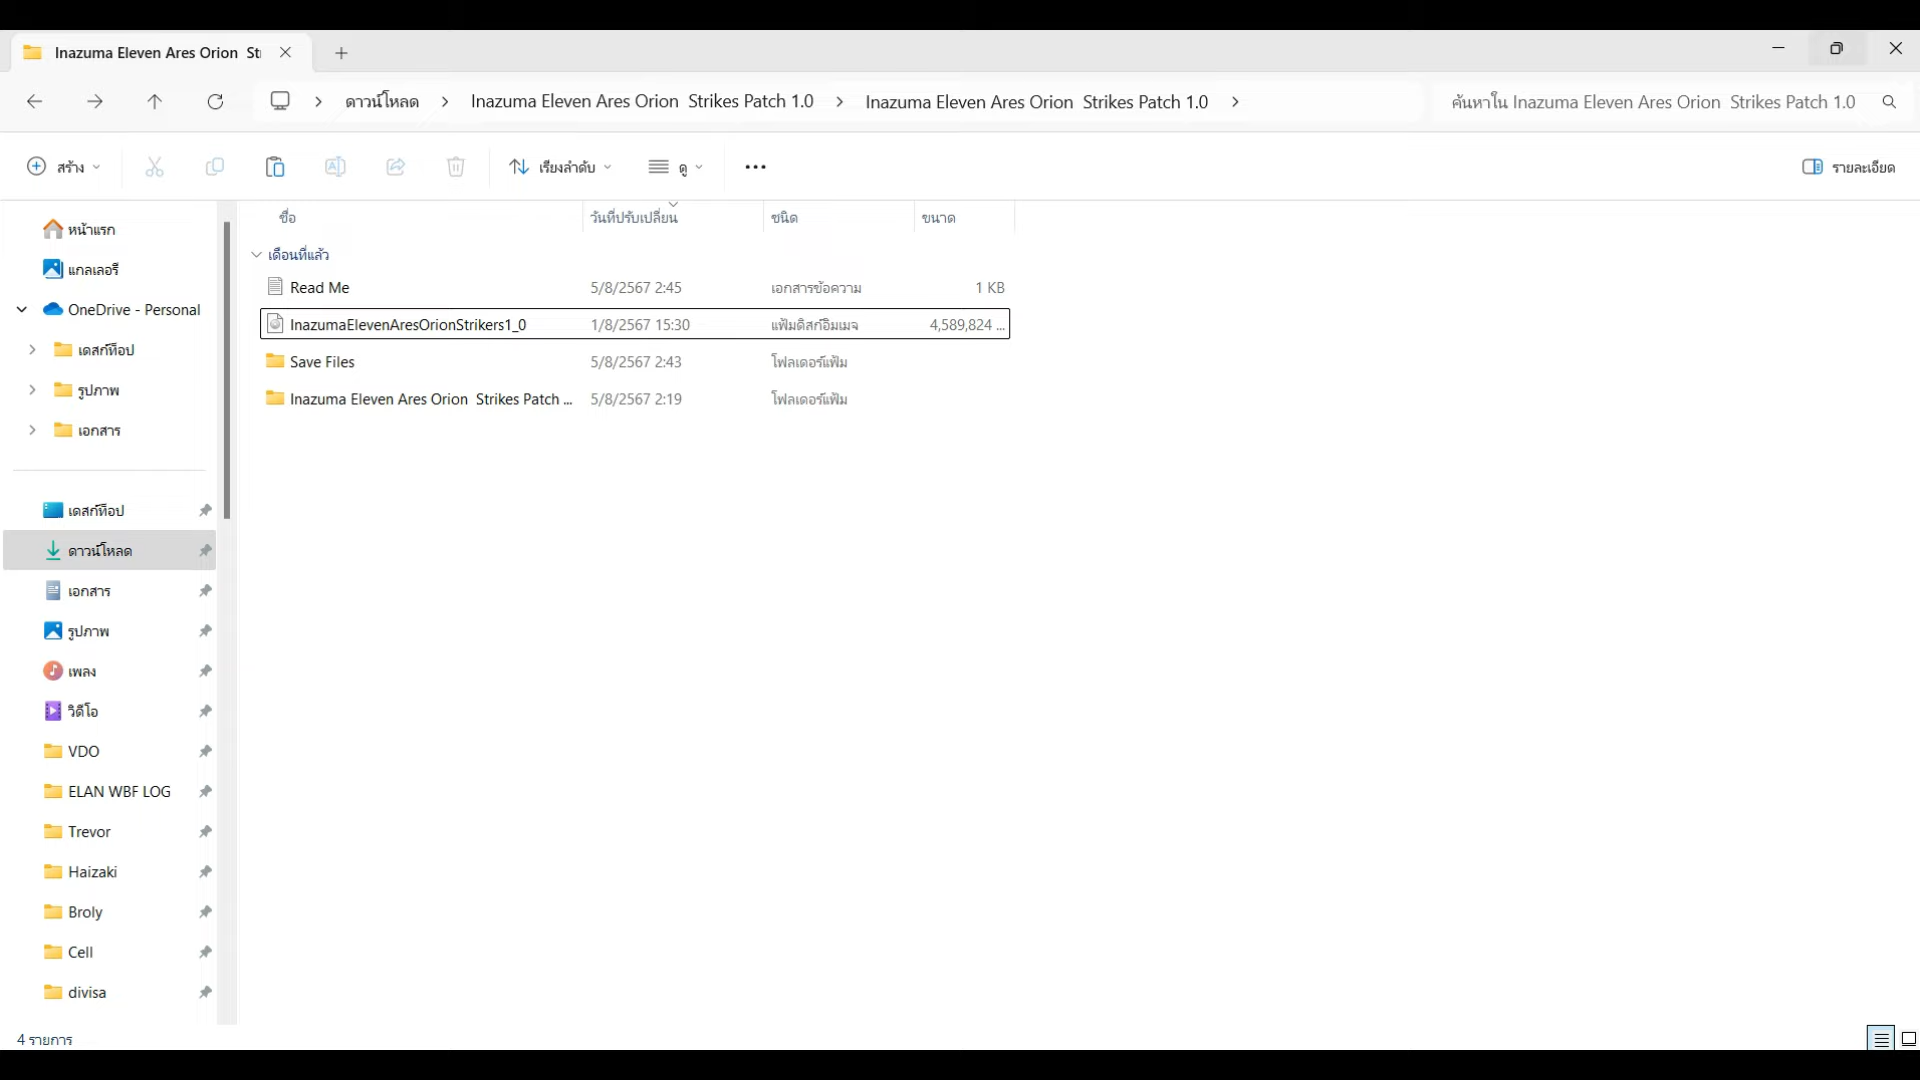 Inazuma Eleven Ares Orion  St
ดาวน์โหลด
Inazuma Eleven Ares Orion  Strikes Patch 1.0
Inazuma Eleven Ares Orion  Strikes Patch 1.0
ค้นหาใน Inazuma Eleven Ares Orion  Strikes Patch 1.0
สร้าง
เรียงลำดับ
ดู
รายละเอียด
ชื่อ วันที่ปรับเปลี่ยน ชนิด ขนาด
เดือนที่แล้ว
Read Me 5/8/2567 2:45 เอกสารข้อความ 1 KB
InazumaElevenAresOrionStrikers1_0 1/8/2567 15:30 แฟ้มดิสก์อิมเมจ 4,589,824 ...
Save Files 5/8/2567 2:43 โฟลเดอร์แฟ้ม
Inazuma Eleven Ares Orion  Strikes Patch ... 5/8/2567 2:19 โฟลเดอร์แฟ้ม
หน้าแรก
แกลเลอรี
OneDrive - Personal
เดสก์ท็อป
รูปภาพ
เอกสาร
เดสก์ท็อป
ดาวน์โหลด
เอกสาร
รูปภาพ
เพลง
วิดีโอ
VDO
ELAN WBF LOG
Trevor
Haizaki
Broly
Cell
divisa
4 รายการ